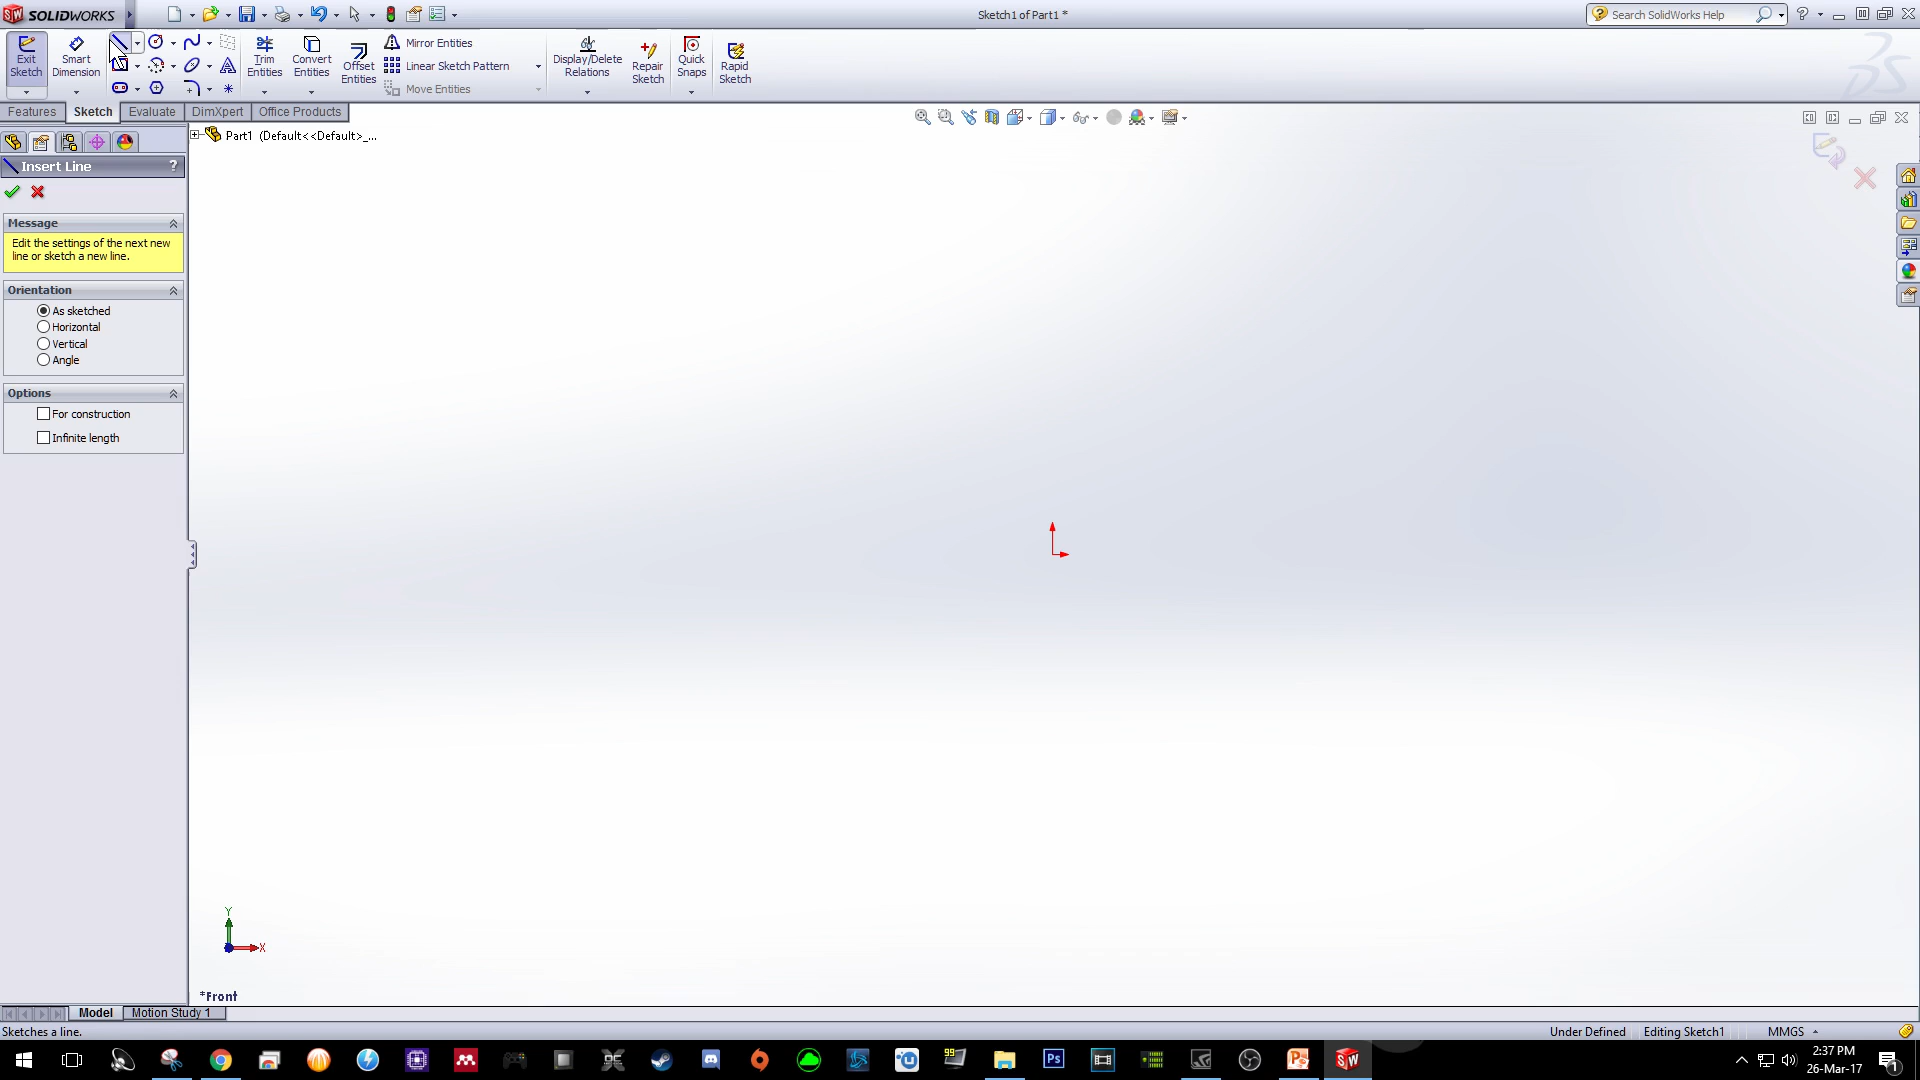 SOLIDWORKS
Sketch1 of Part1 *
Search SolidWorks Help
Exit Sketch
Smart Dimension
Trim Entities
Convert Entities
Offset Entities
Mirror Entities
Linear Sketch Pattern
Move Entities
Display/Delete Relations
Repair Sketch
Quick Snaps
Rapid Sketch
Features Sketch Evaluate DimXpert Office Products
Part1 (Default<<Default>_...
Insert Line ?
Message
Edit the settings of the next new
line or sketch a new line.
Orientation
As sketched
Horizontal
Vertical
Angle
Options
For construction
Infinite length
Y
X
*Front
Model Motion Study 1
Sketches a line.
Under Defined Editing Sketch1 MMGS
2:37 PM
26-Mar-17